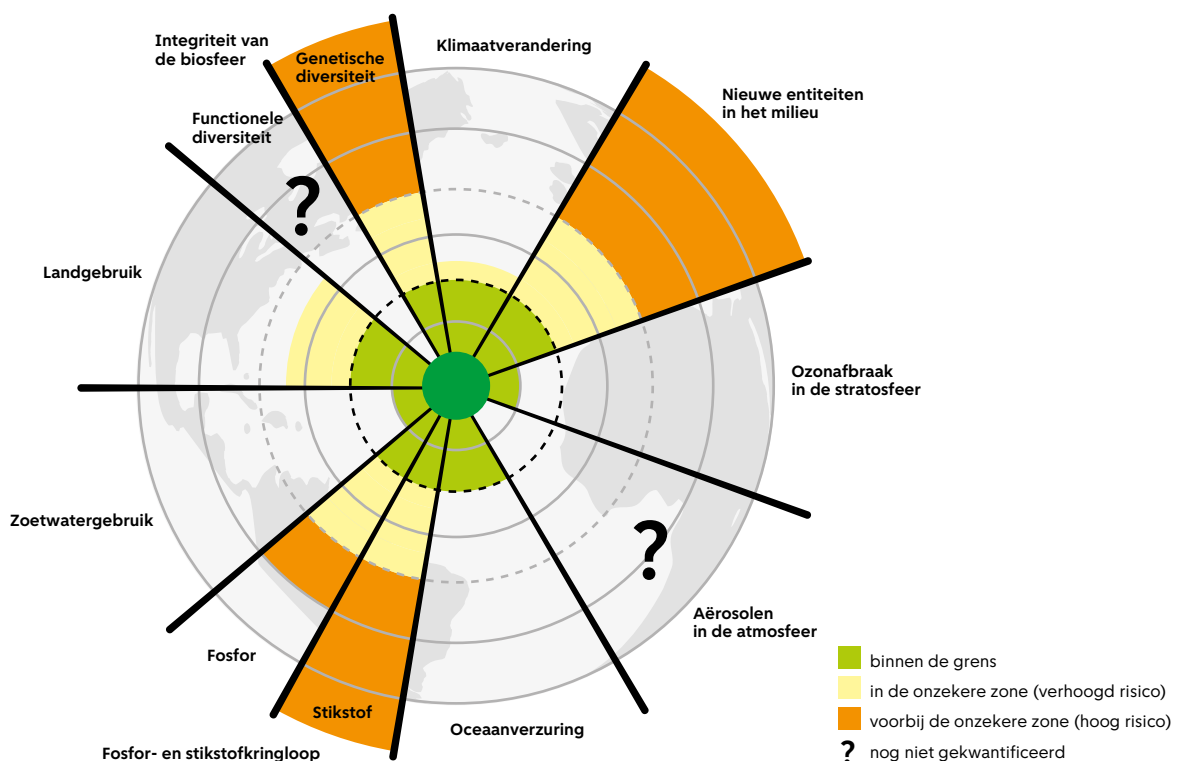 Integriteit van
de biosfeer
Genetische
diversiteit
Klimaatverandering
Nieuwe entiteiten
in het milieu
Functionele
diversiteit
?
Landgebruik
Ozonafbraak
in de stratosfeer
Zoetwatergebruik
?
Aërosolen
in de atmosfeer
Fosfor
Stikstof
Oceaanverzuring
Fosfor- en stikstofkringloop
binnen de grens
in de onzekere zone (verhoogd risico)
voorbij de onzekere zone (hoog risico)
? nog niet gekwantificeerd